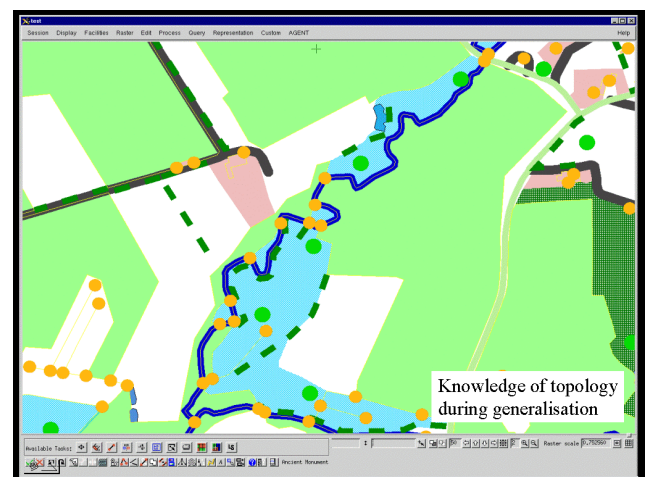 test
Session Display Facilities Raster Edit Process Query Representation Custom AGENT Help
Knowledge of topology
during generalisation
Available Tasks:
Raster scale
Ancient Monument